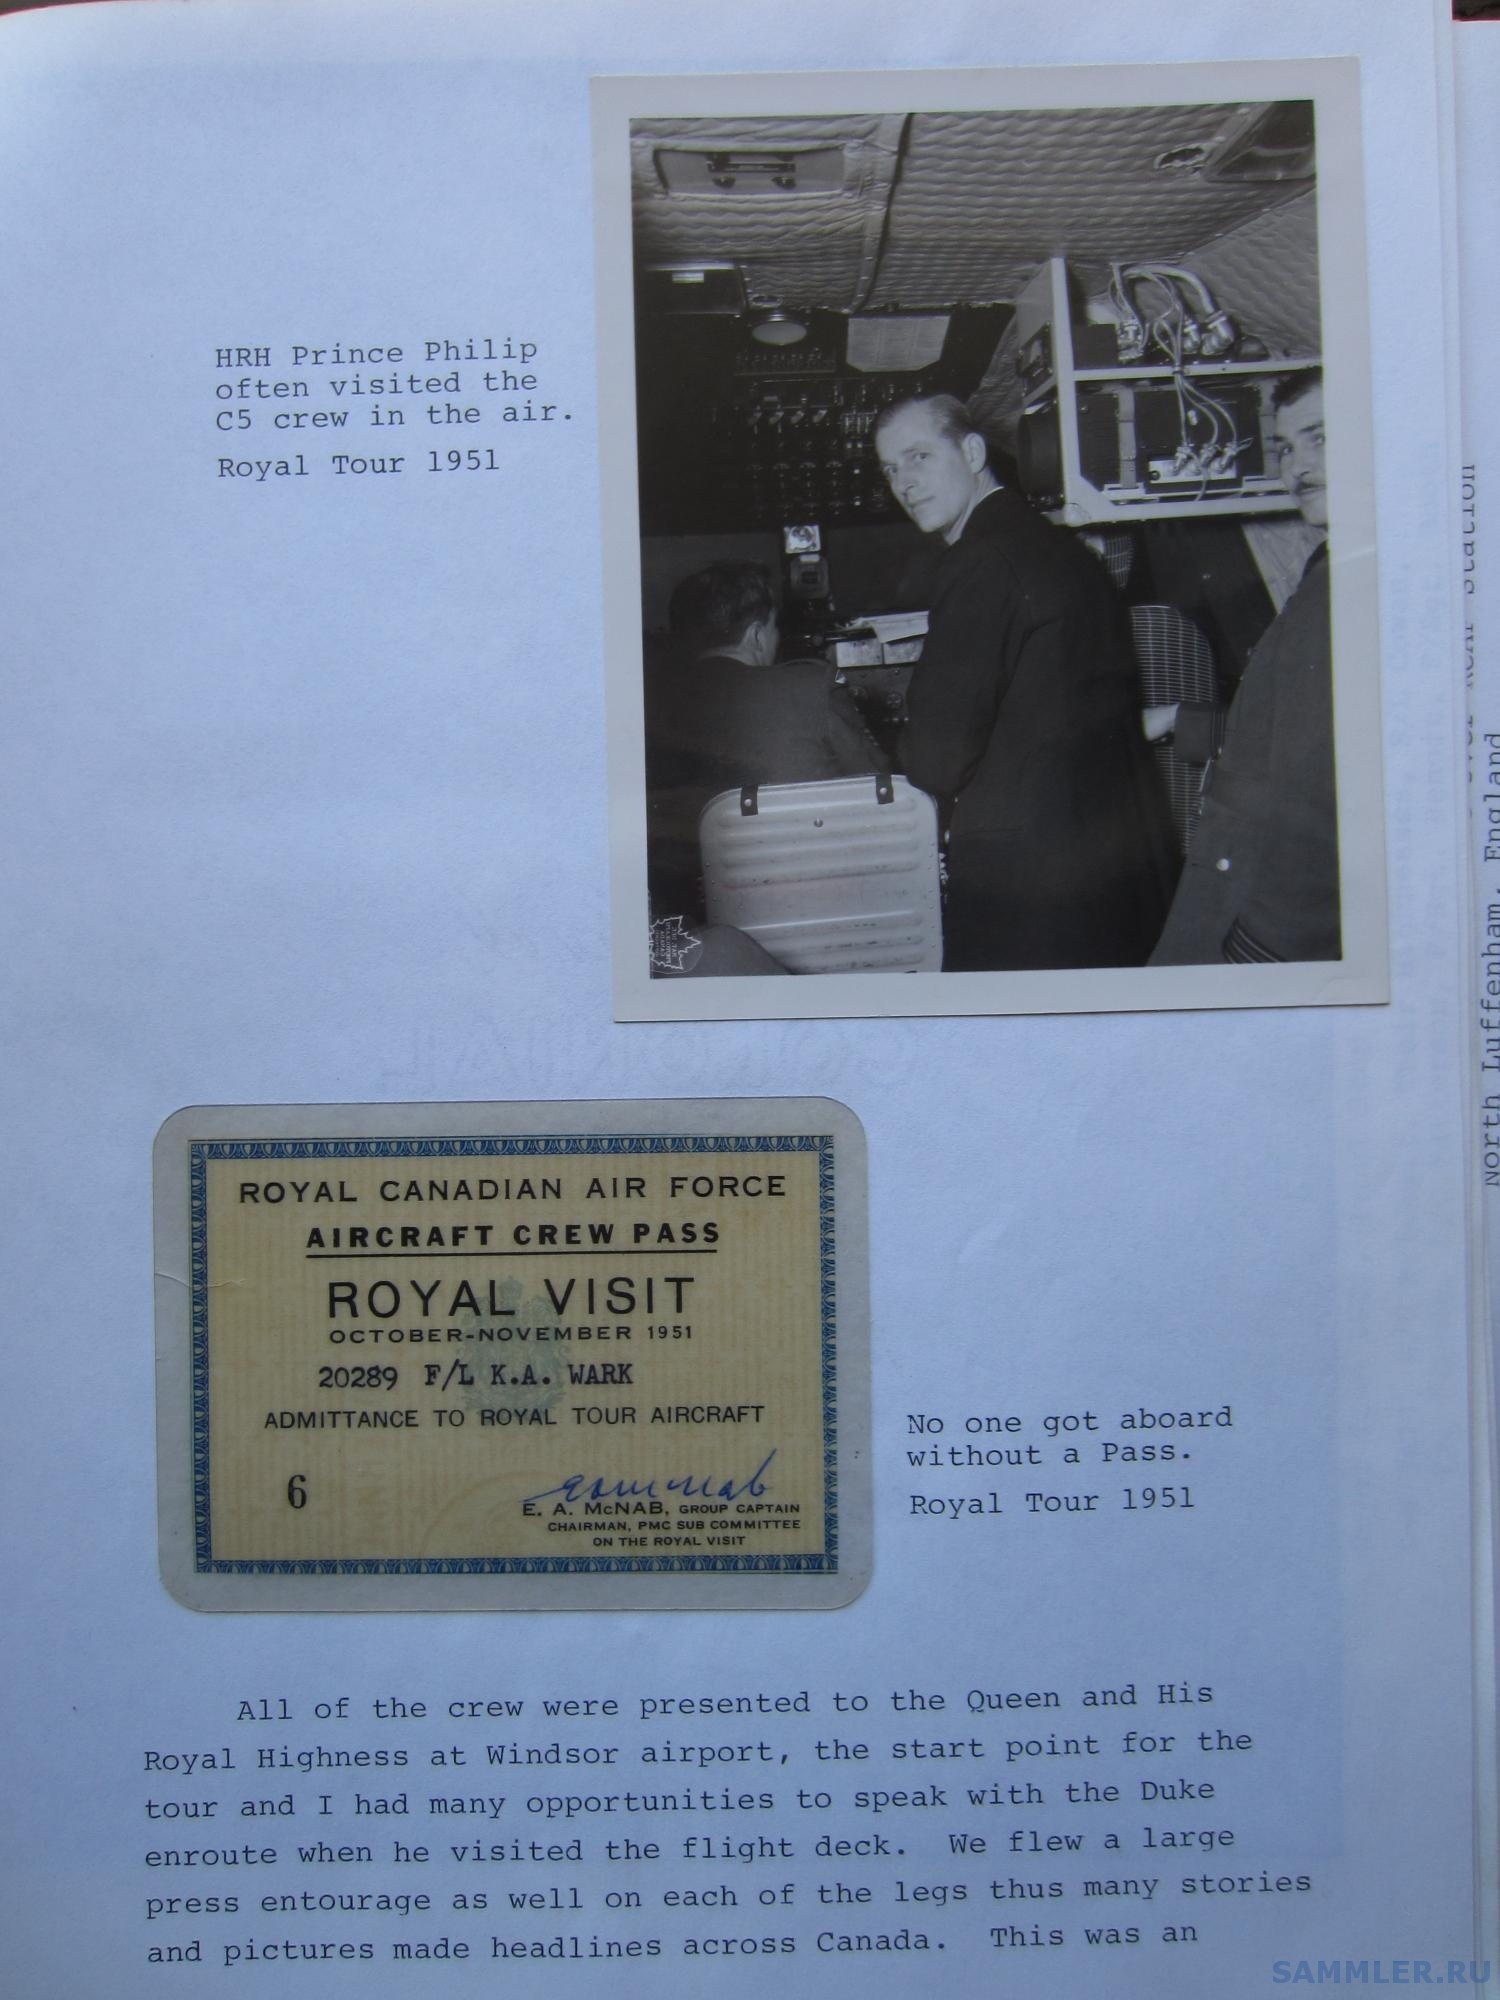 HRH Prince Philip
often visited the
C5 crew in the air.
Royal Tour 1951
ROYAL CANADIAN AIR FORCE
AIRCRAFT CREW PASS
ROYAL VISIT
OCTOBER-NOVEMBER 1951
20289 F/L K.A. WARK
ADMITTANCE TO ROYAL TOUR AIRCRAFT
6
E. A. McNAB, GROUP CAPTAIN
CHAIRMAN, PMC SUB COMMITTEE
ON THE ROYAL VISIT
No one got aboard
without a Pass.
Royal Tour 1951
All of the crew were presented to the Queen and His
Royal Highness at Windsor airport, the start point for the
tour and I had many opportunities to speak with the Duke
enroute when he visited the flight deck. We flew a large
press entourage as well on each of the legs thus many stories
and pictures made headlines across Canada. This was an
Station
North Luffenham, England
SAMMLER.RU